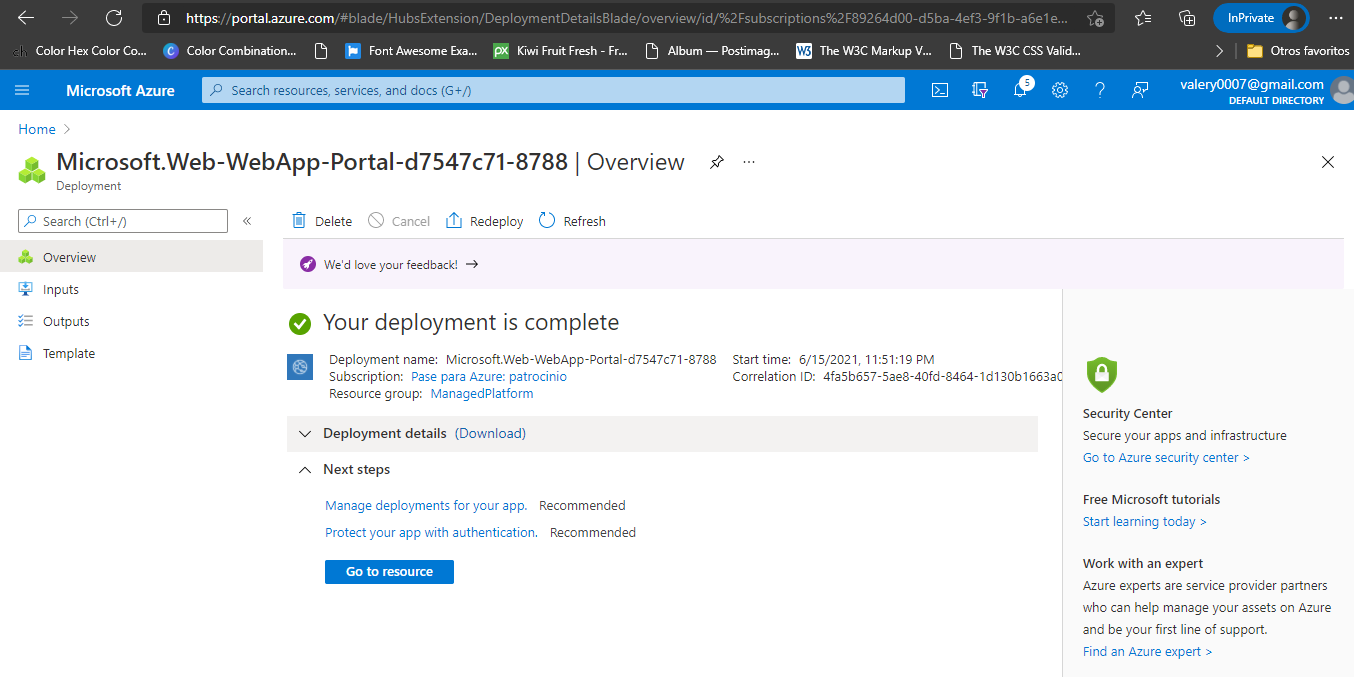 https://portal.azure.com/#blade/HubsExtension/DeploymentDetailsBlade/overview/id/%2Fsubscriptions%2F89264d00-d5ba-4ef3-9f1b-a6e1e...
InPrivate
Color Hex Color Co...
Color Combination...
Font Awesome Exa...
Kiwi Fruit Fresh - Fr...
Album — Postimag...
The W3C Markup V...
The W3C CSS Valid...
Otros favoritos
Microsoft Azure
Search resources, services, and docs (G+/)
5
valery0007@gmail.com
DEFAULT DIRECTORY
Home
Microsoft.Web-WebApp-Portal-d7547c71-8788 | Overview
Deployment
Search (Ctrl+/)
Delete
Cancel
Redeploy
Refresh
Overview
Inputs
Outputs
Template
We'd love your feedback!
Your deployment is complete
Deployment name: Microsoft.Web-WebApp-Portal-d7547c71-8788
Subscription: Pase para Azure: patrocinio
Resource group: ManagedPlatform
Start time: 6/15/2021, 11:51:19 PM
Correlation ID: 4fa5b657-5ae8-40fd-8464-1d130b1663a0
Deployment details (Download)
Next steps
Manage deployments for your app. Recommended
Protect your app with authentication. Recommended
Go to resource
Security Center
Secure your apps and infrastructure
Go to Azure security center >
Free Microsoft tutorials
Start learning today >
Work with an expert
Azure experts are service provider partners
who can help manage your assets on Azure
and be your first line of support.
Find an Azure expert >